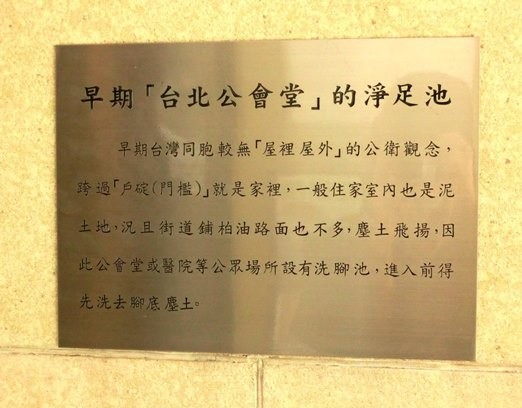 早期「台北公會堂」的淨足池
早期台灣同胞較無「屋裡屋外」的公衛觀念，
跨過「戶碇(門檻)」就是家裡，一般住家室內也是泥
土地，況且街道鋪柏油路面也不多，塵土飛揚，因
此公會堂或醫院等公眾場所設有洗腳池，進入前得
先洗去腳底塵土。